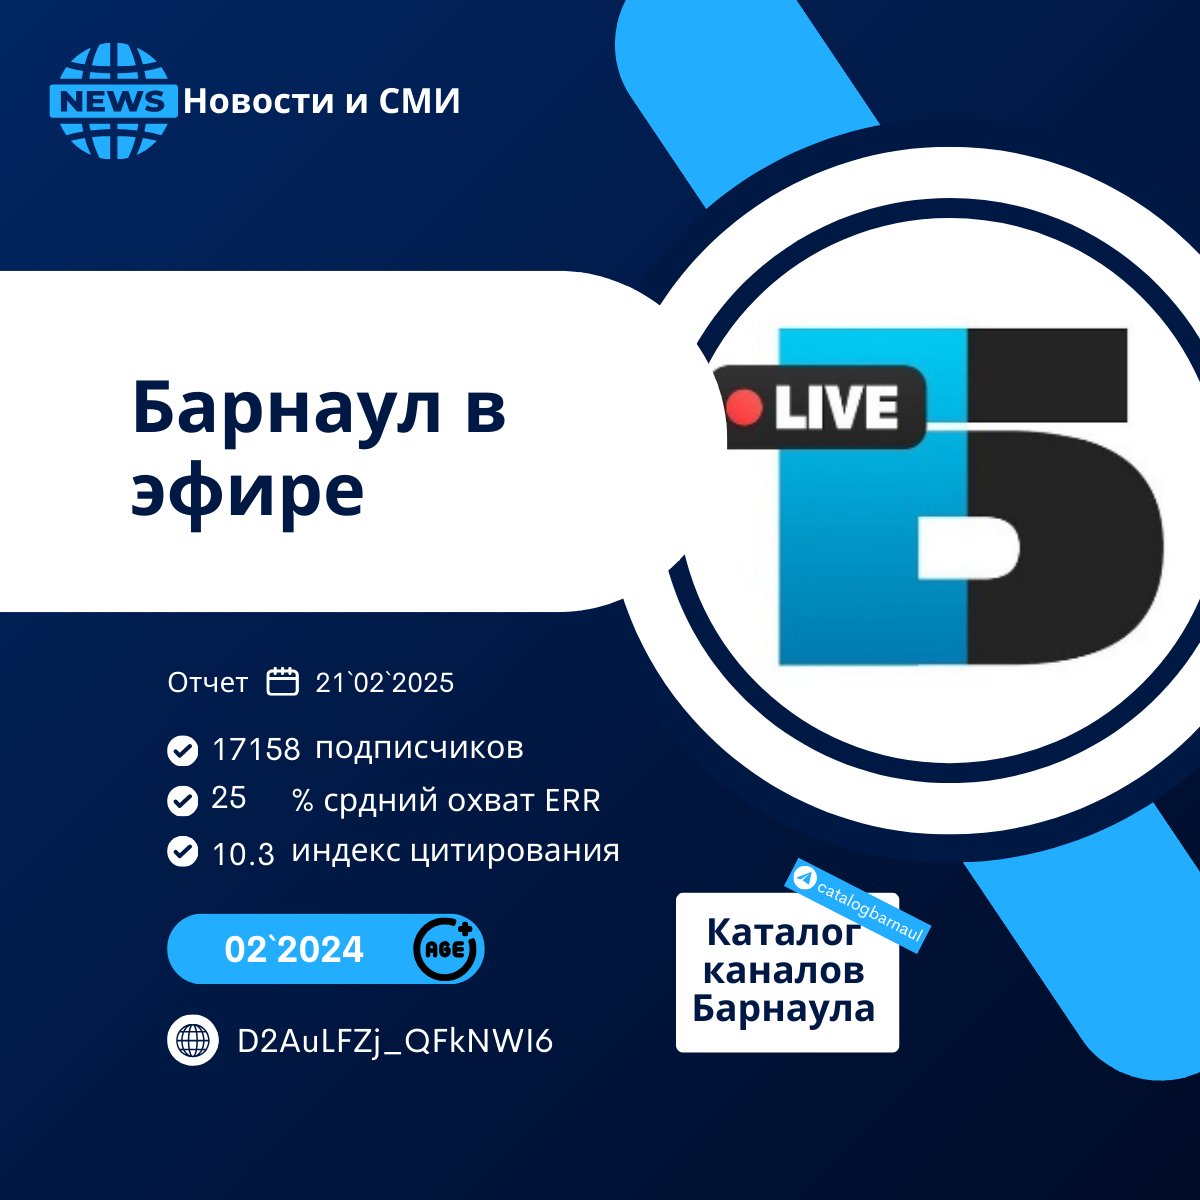 NEWS Новости и СМИ
Барнаул в
эфире
LIVE
Б
Отчет 21`02`2025
17158 подписчиков
25 % срдний охват ERR
10.3 индекс цитирования
02`2024 AGE+
D2AuLFZj_QFkNWI6
catalogbarnaul
Каталог
каналов
Барнаула